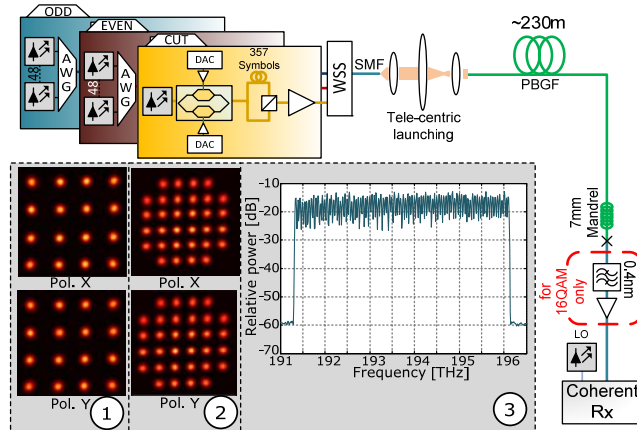 ODD
EVEN
CUT
48
AWG
48
AWG
DAC
DAC
357
Symbols
WSS
SMF
Tele-centric
launching
~230m
PBGF
7mm
Mandrel
0.4nm
for
16QAM
only
LO
Coherent
Rx
Pol. X
Pol. Y
1
Pol. X
Pol. Y
2
Relative power [dB]
-10
-20
-30
-40
-50
-60
-70
191
192
193
194
195
196
Frequency [THz]
3